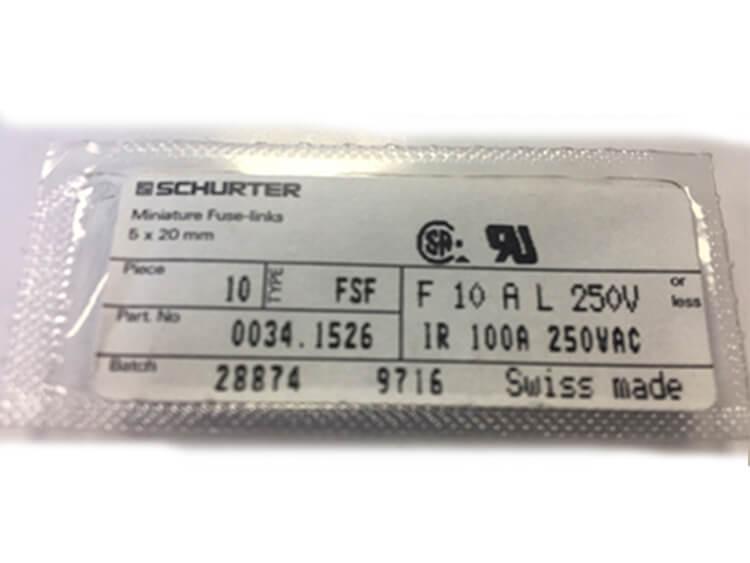 SCHURTER
Miniature Fuse-links
5 x 20 mm
Piece 10 TYPE FSF
F 10 A L 250V or less
Part. No 0034.1526
IR 100A 250VAC
Batch 28874 9716 Swiss made